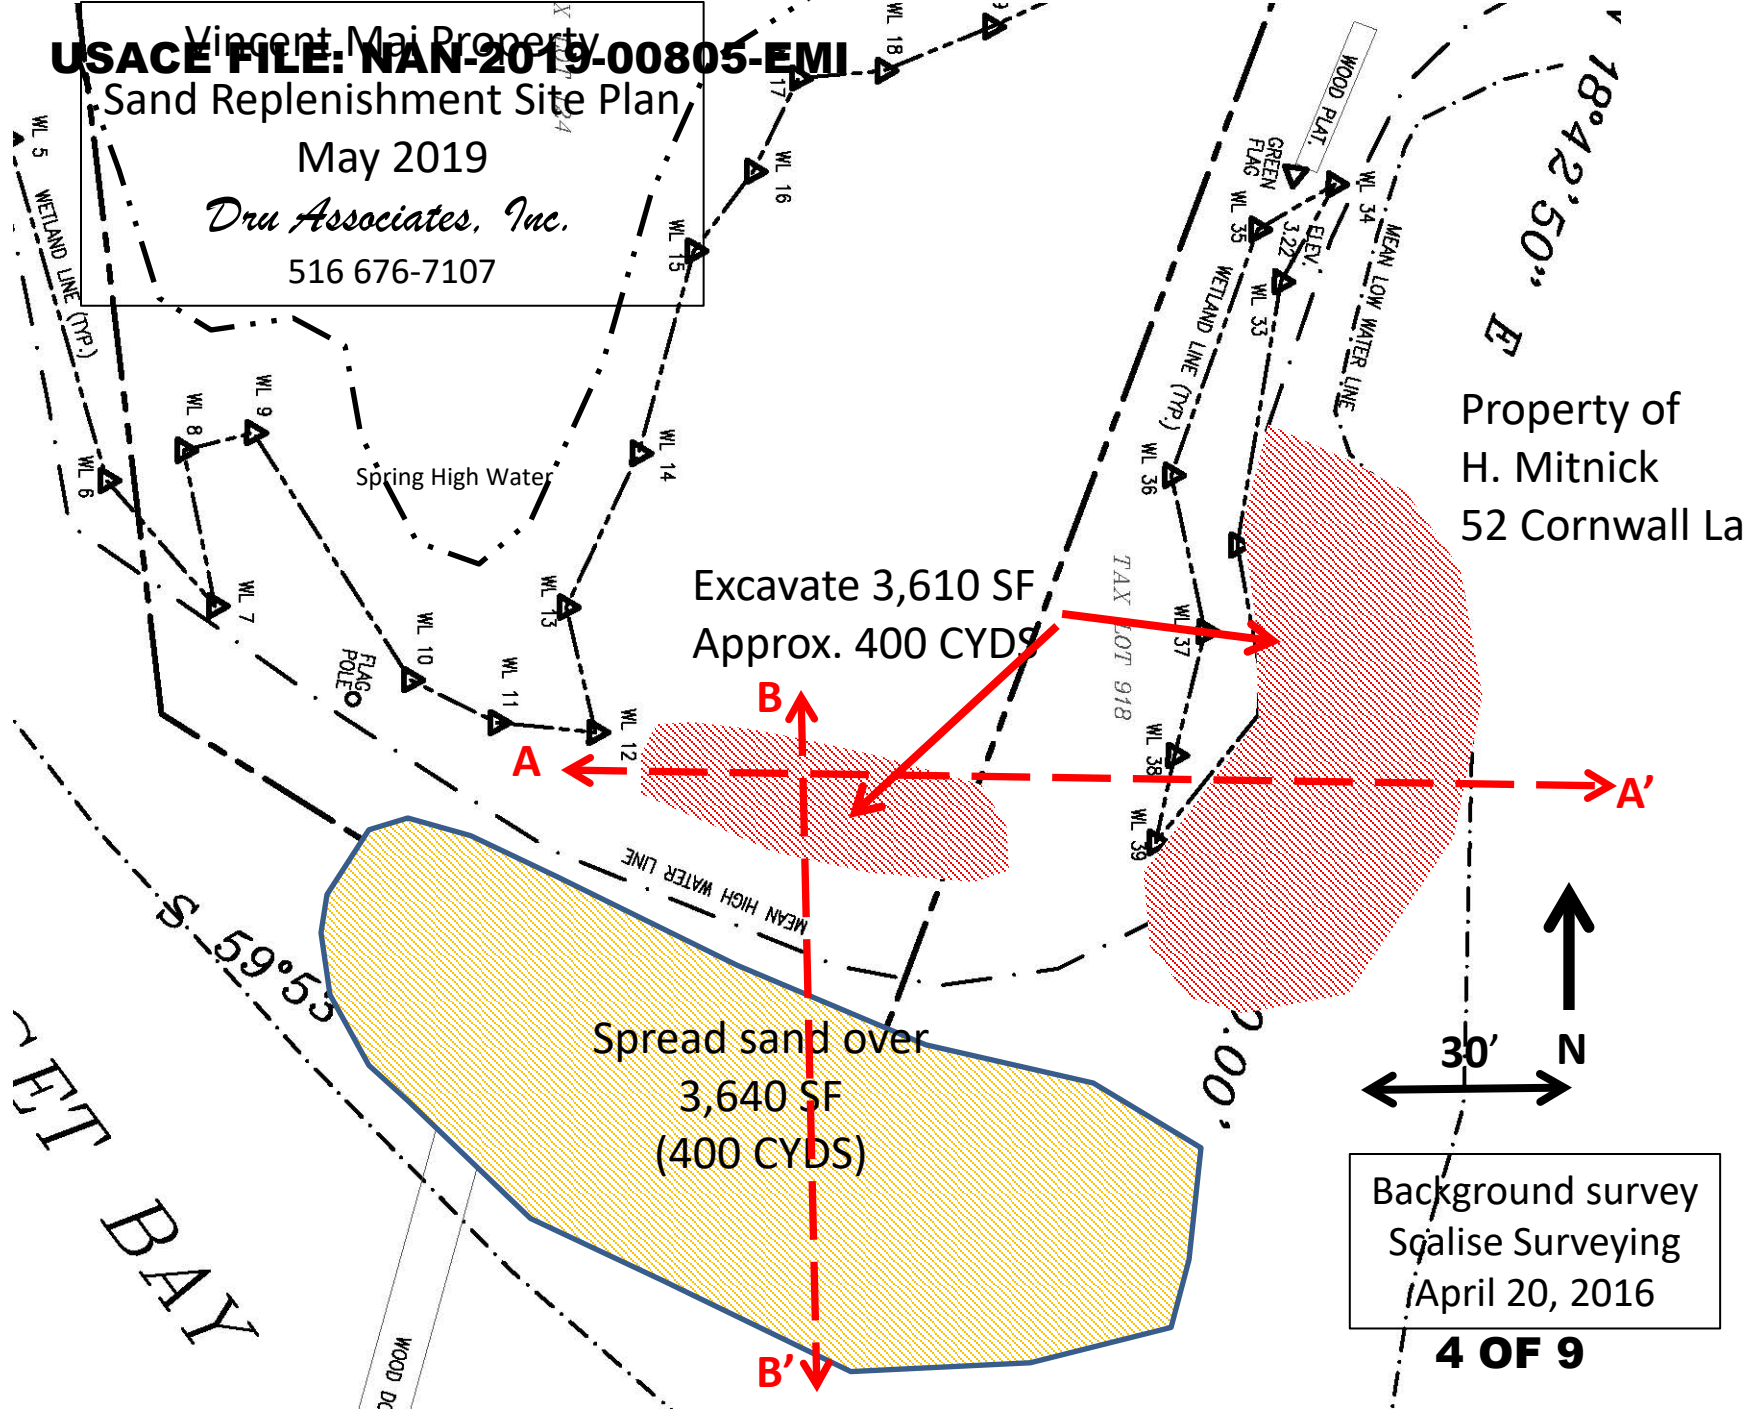 USACE FILE: NAN-2019-00805-EMI
Vincent Mai Property
Sand Replenishment Site Plan
May 2019
Dru Associates, Inc.
516 676-7107
WL 5
WETLAND LINE (TYP.)
WL 6
WL 7
WL 8
WL 9
WL 10
WL 11
WL 12
WL 13
WL 14
WL 15
WL 16
17
WL 18
Spring High Water
FLAG
POLE
WOOD PLAT.
GREEN
FLAG
WL 34
WL 35
ELEV.
3.22
WL 33
MEAN LOW WATER LINE
WETLAND LINE (TYP.)
WL 36
WL 37
WL 38
WL 39
TAX LOT 918
18°42'50" E
Property of
H. Mitnick
52 Cornwall La
Excavate 3,610 SF
Approx. 400 CYDS
A
A’
B
B’
MEAN HIGH WATER LINE
S 59°53
Spread sand over
3,640 SF
(400 CYDS)
0.00'
30’
N
CET BAY
WOOD DO
Background survey
Scalise Surveying
April 20, 2016
4 OF 9